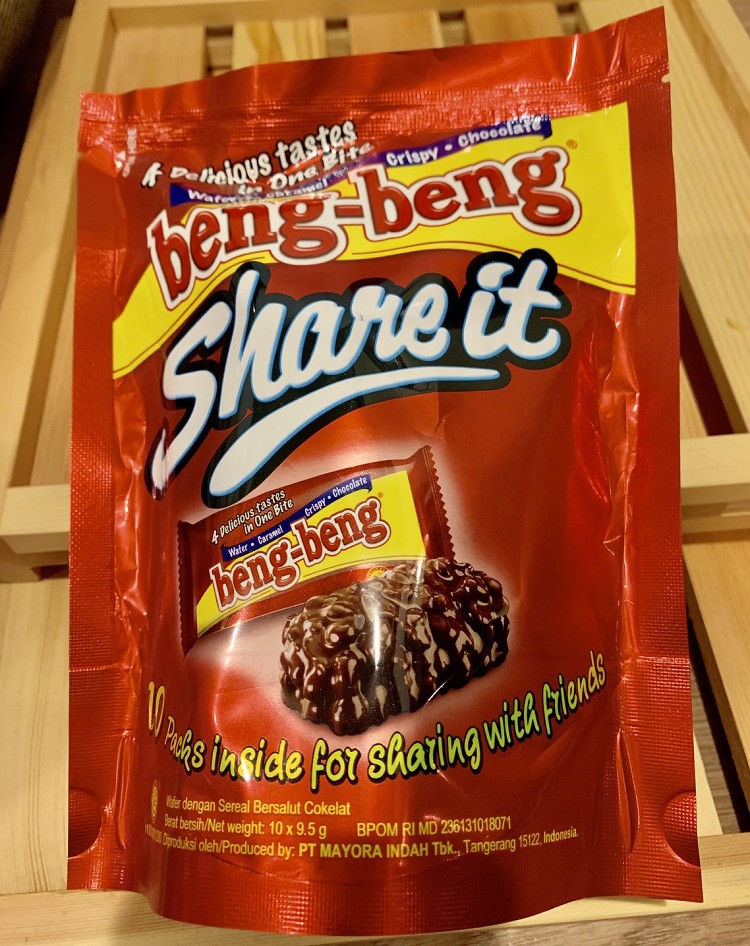 4 Delicious tastes
in One Bite
Wafer • Caramel • Crispy • Chocolate
beng-beng®
Share it
4 Delicious tastes
in One Bite
Wafer • Caramel • Crispy • Chocolate
beng-beng
10 Packs inside for sharing with friends
Wafer dengan Sereal Bersalut Cokelat
Berat bersih/Net weight: 10 x 9.5 g BPOM RI MD 236131018071
Diproduksi oleh/Produced by: PT MAYORA INDAH Tbk., Tangerang 15122, Indonesia.